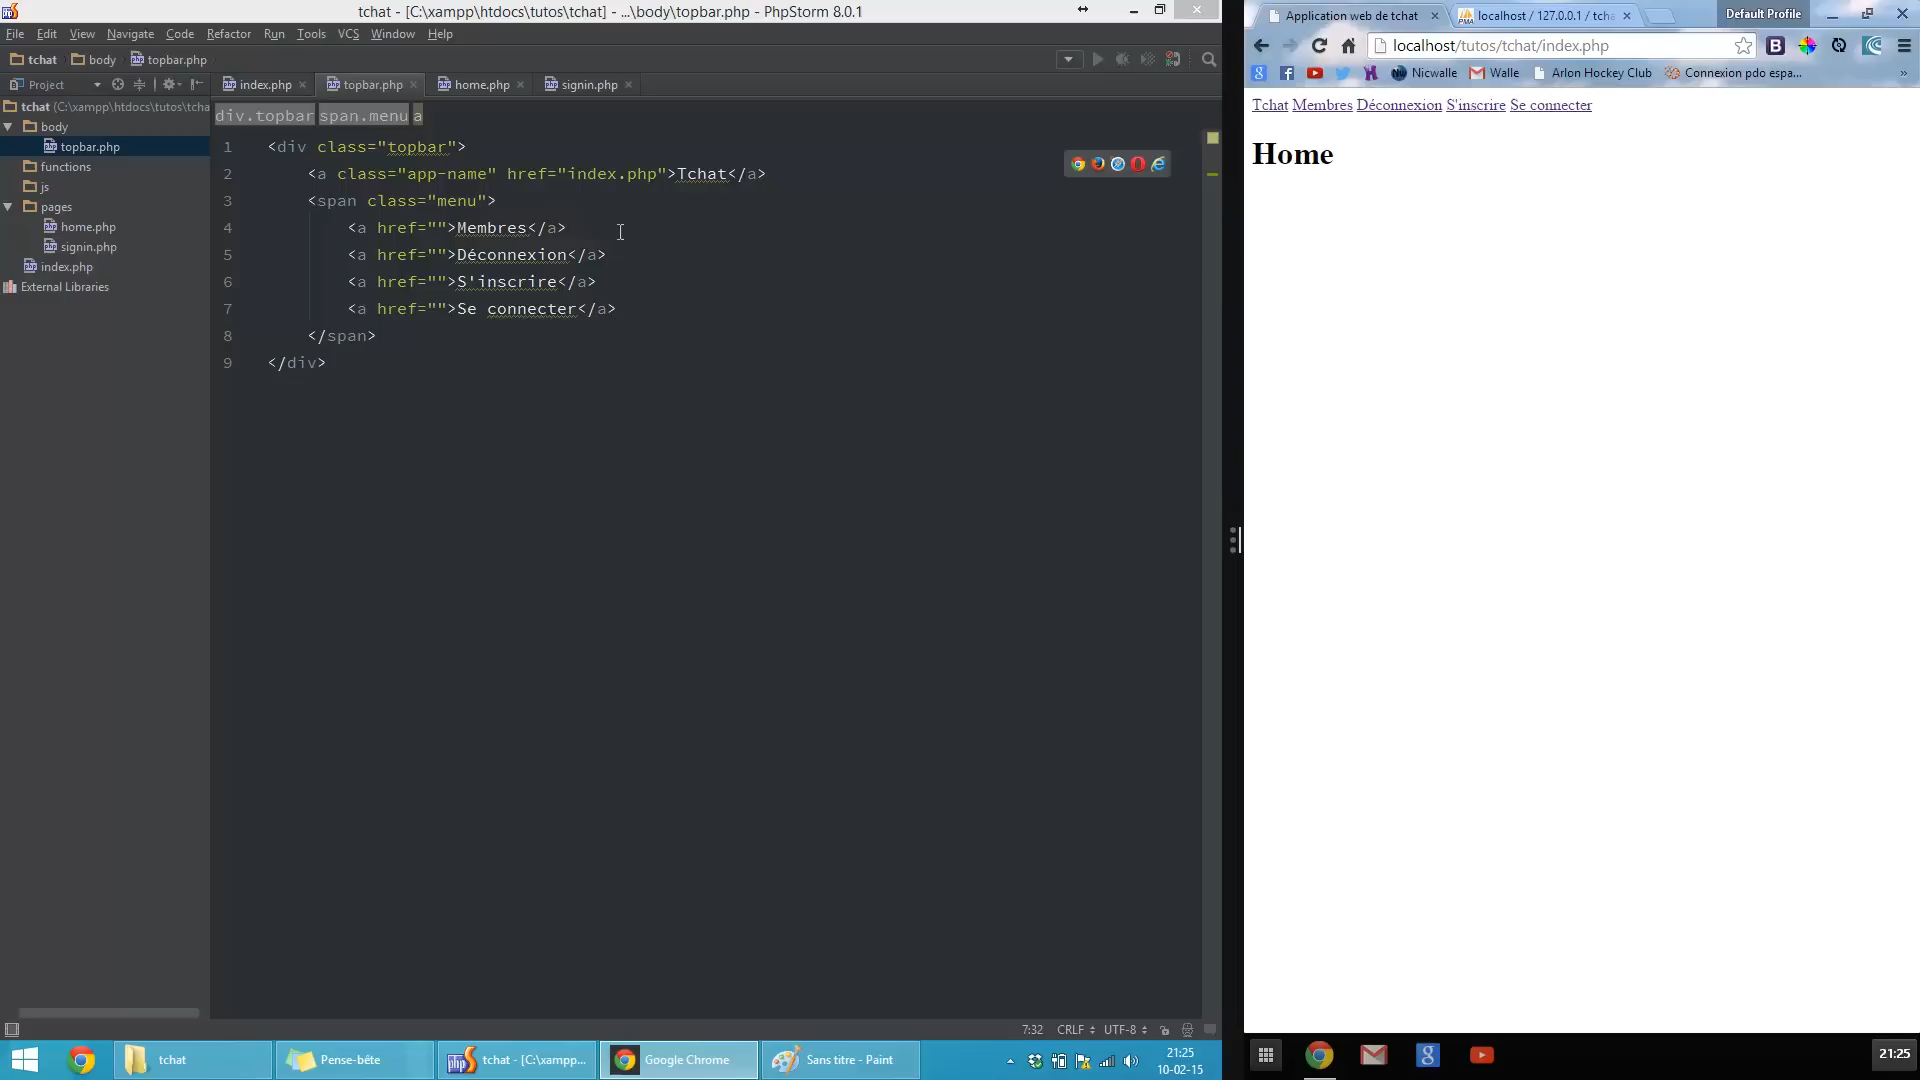 tchat - [C:\xampp\htdocs\tutos\tchat] - ...\body\topbar.php - PhpStorm 8.0.1
File Edit View Navigate Code Refactor Run Tools VCS Window Help
tchat body topbar.php
Project
index.php topbar.php home.php signin.php
tchat (C:\xampp\htdocs\tutos\tcha
body
topbar.php
functions
js
pages
home.php
signin.php
index.php
External Libraries
div.topbar span.menu a
1 <div class="topbar">
2 <a class="app-name" href="index.php">Tchat</a>
3 <span class="menu">
4 <a href="">Membres</a>
5 <a href="">Déconnexion</a>
6 <a href="">S'inscrire</a>
7 <a href="">Se connecter</a>
8 </span>
9 </div>
7:32 CRLF UTF-8
tchat
Pense-bête
tchat - [C:\xampp...
Google Chrome
Sans titre - Paint
21:25
10-02-15
Application web de tchat
localhost / 127.0.0.1 / tcha
Default Profile
localhost/tutos/tchat/index.php
Nicwalle Walle Arlon Hockey Club Connexion pdo espa... »
Tchat Membres Déconnexion S'inscrire Se connecter
Home
21:25